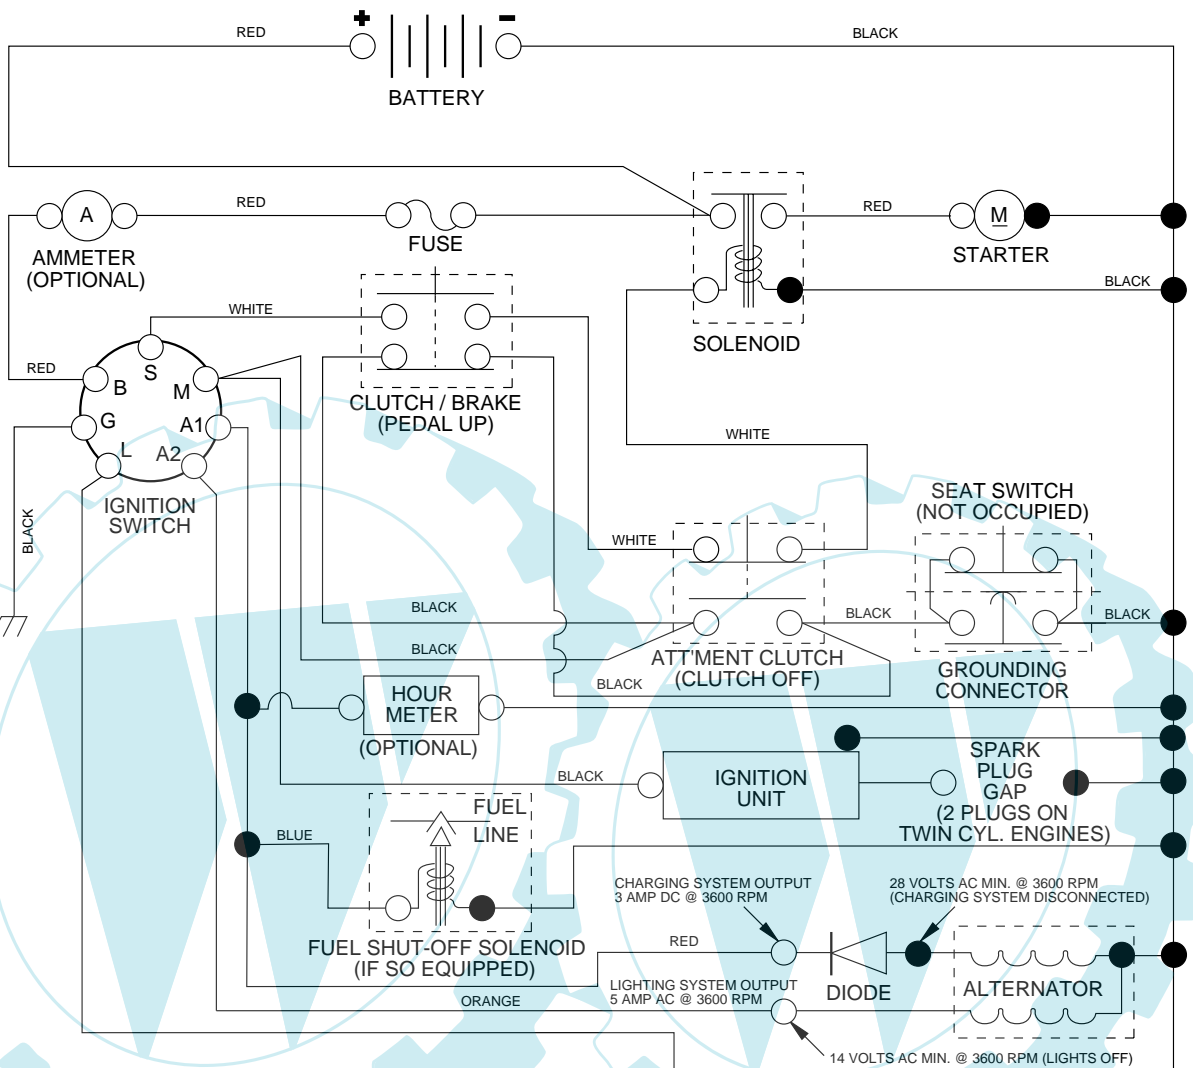 + -
RED
BLACK
BATTERY
A
RED
FUSE
RED
M
STARTER
AMMETER
(OPTIONAL)
BLACK
SOLENOID
WHITE
RED
B
S
M
G
A1
L
A2
CLUTCH / BRAKE
(PEDAL UP)
IGNITION
SWITCH
BLACK
WHITE
SEAT SWITCH
(NOT OCCUPIED)
WHITE
BLACK
BLACK
BLACK
BLACK
BLACK
ATT'MENT CLUTCH
(CLUTCH OFF)
GROUNDING
CONNECTOR
HOUR
METER
(OPTIONAL)
BLACK
IGNITION
UNIT
SPARK
PLUG
GAP
(2 PLUGS ON
TWIN CYL. ENGINES)
FUEL
LINE
BLUE
FUEL SHUT-OFF SOLENOID
(IF SO EQUIPPED)
CHARGING SYSTEM OUTPUT
3 AMP DC @ 3600 RPM
28 VOLTS AC MIN. @ 3600 RPM
(CHARGING SYSTEM DISCONNECTED)
RED
ORANGE
LIGHTING SYSTEM OUTPUT
5 AMP AC @ 3600 RPM
DIODE
ALTERNATOR
14 VOLTS AC MIN. @ 3600 RPM (LIGHTS OFF)